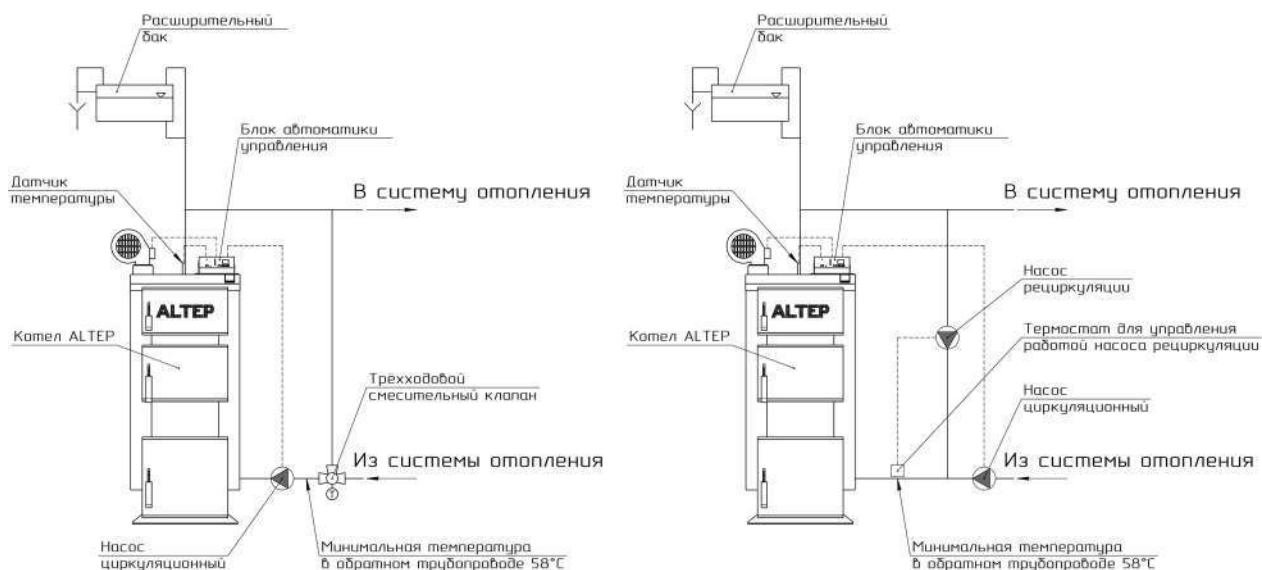 Расширительный
бак
Блок автоматики
управления
Датчик
температуры
В систему отопления
ALTEP
Котел ALTEP
Трёхходовой
смесительный клапан
Из системы отопления
T
Насос
циркуляционный
Минимальная температура
в обратном трубопроводе 58°C
Расширительный
бак
Блок автоматики
управления
Датчик
температуры
В систему отопления
Насос
рециркуляции
ALTEP
Термостат для управления
работой насоса рециркуляции
Котел ALTEP
Насос
циркуляционный
Из системы отопления
Минимальная температура
в обратном трубопроводе 58°C